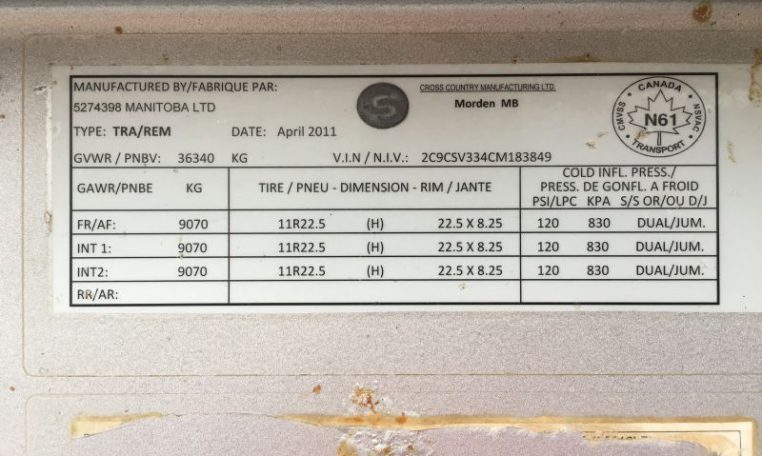 MANUFACTURED BY/FABRIQUE PAR:
5274398 MANITOBA LTD
CROSS COUNTRY MANUFACTURING LTD.
Morden MB
S
CANADA
CMVSS
NSVAC
N61
TRANSPORT
TYPE: TRA/REM DATE: April 2011
GVWR / PNBV: 36340 KG V.I.N / N.I.V.: 2C9CSV334CM183849
GAWR/PNBE KG TIRE / PNEU - DIMENSION - RIM / JANTE
COLD INFL. PRESS./
PRESS. DE GONFL. A FROID
PSI/LPC KPA S/S OR/OU D/J
FR/AF: 9070 11R22.5 (H) 22.5 X 8.25 120 830 DUAL/JUM.
INT 1: 9070 11R22.5 (H) 22.5 X 8.25 120 830 DUAL/JUM.
INT2: 9070 11R22.5 (H) 22.5 X 8.25 120 830 DUAL/JUM.
RR/AR: